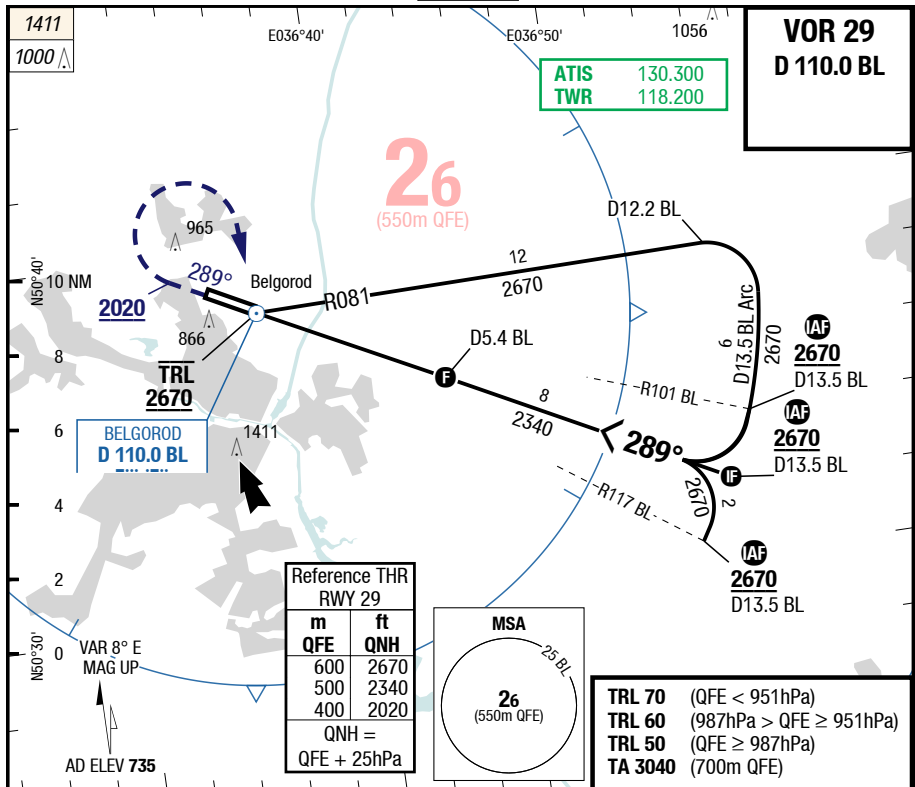 1411
1000
E036°40'
E036°50'
1056
VOR 29
D 110.0 BL
ATIS 130.300
TWR 118.200
26
(550m QFE)
D12.2 BL
965
289°
Belgorod
12
2670
R081
N50°40'
10 NM
2020
866
D5.4 BL
F
6
D13.5 BL Arc
2670
IAF
2670
D13.5 BL
8
TRL
2670
R101 BL
8
2340
IAF
2670
D13.5 BL
IF
289°
BELGOROD
D 110.0 BL
6
1411
R117 BL
2670
2
4
IAF
2670
D13.5 BL
2
N50°30'
0
VAR 8° E
MAG UP
AD ELEV 735
Reference THR
RWY 29
m ft
QFE QNH
600 2670
500 2340
400 2020
QNH =
QFE + 25hPa
MSA
25 BL
26
(550m QFE)
TRL 70 (QFE < 951hPa)
TRL 60 (987hPa > QFE ≥ 951hPa)
TRL 50 (QFE ≥ 987hPa)
TA 3040 (700m QFE)